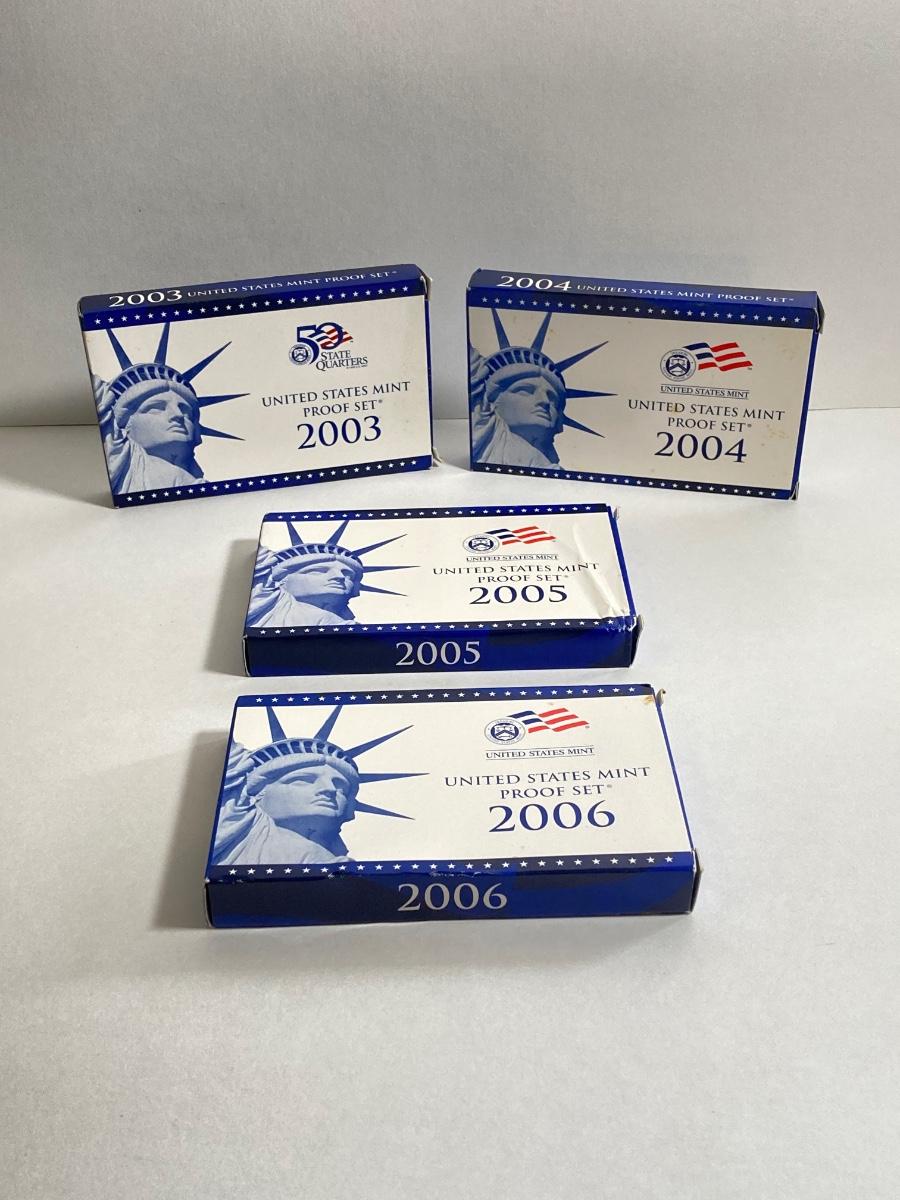 2003 UNITED STATES MINT PROOF SET®
50
STATE
QUARTERS
UNITED STATES MINT
PROOF SET®
2003
2004 UNITED STATES MINT PROOF SET™
UNITED STATES MINT
UNITED STATES MINT
PROOF SET®
2004
UNITED STATES MINT
UNITED STATES MINT
PROOF SET®
2005
2005
UNITED STATES MINT
UNITED STATES MINT
PROOF SET®
2006
2006